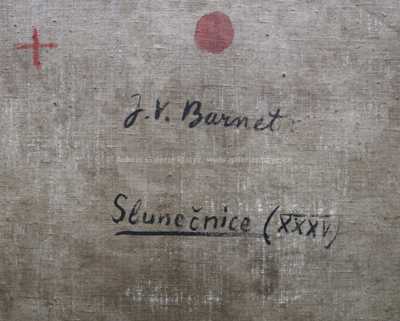 J.V. Barnet
Slunečnice (XXXV)